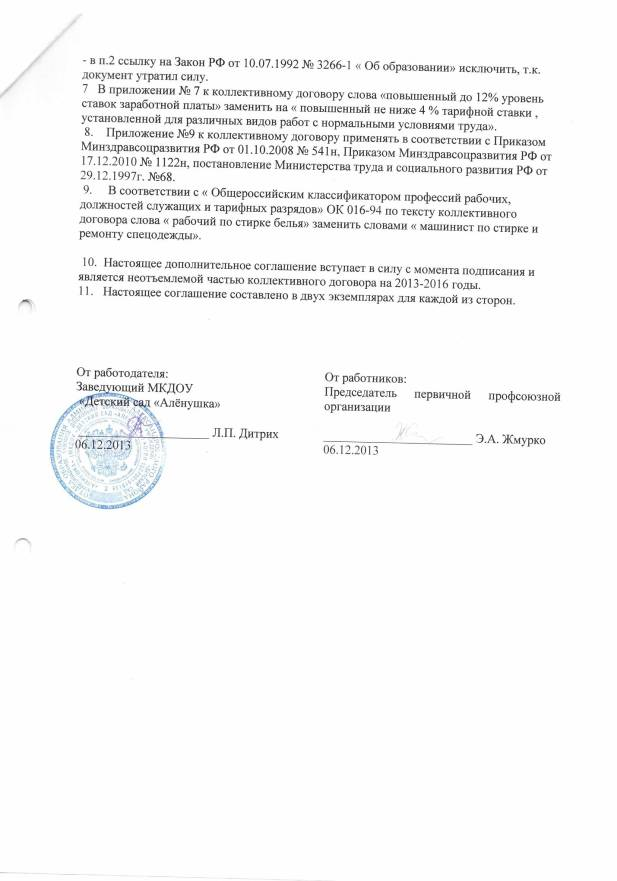 - в п.2 ссылку на Закон РФ от 10.07.1992 № 3266-1 « Об образовании» исключить, т.к.
документ утратил силу.
7 В приложении № 7 к коллективному договору слова «повышенный до 12% уровень
ставок заработной платы» заменить на « повышенный не ниже 4 % тарифной ставки ,
установленной для различных видов работ с нормальными условиями труда».
8. Приложение №9 к коллективному договору применять в соответствии с Приказом
Минздравсоцразвития РФ от 01.10.2008 № 541н, Приказом Минздравсоцразвития РФ от
17.12.2010 № 1122н, постановление Министерства труда и социального развития РФ от
29.12.1997г. №68.
9. В соответствии с « Общероссийским классификатором профессий рабочих,
должностей служащих и тарифных разрядов» ОК 016-94 по тексту коллективного
договора слова « рабочий по стирке белья» заменить словами « машинист по стирке и
ремонту спецодежды».
10. Настоящее дополнительное соглашение вступает в силу с момента подписания и
является неотъемлемой частью коллективного договора на 2013-2016 годы.
11. Настоящее соглашение составлено в двух экземплярах для каждой из сторон.
От работодателя:
Заведующий МКДОУ
«Детский сад «Алёнушка»
Л.П. Дитрих
06.12.2013
От работников:
Председатель первичной профсоюзной
организации
Э.А. Жмурко
06.12.2013